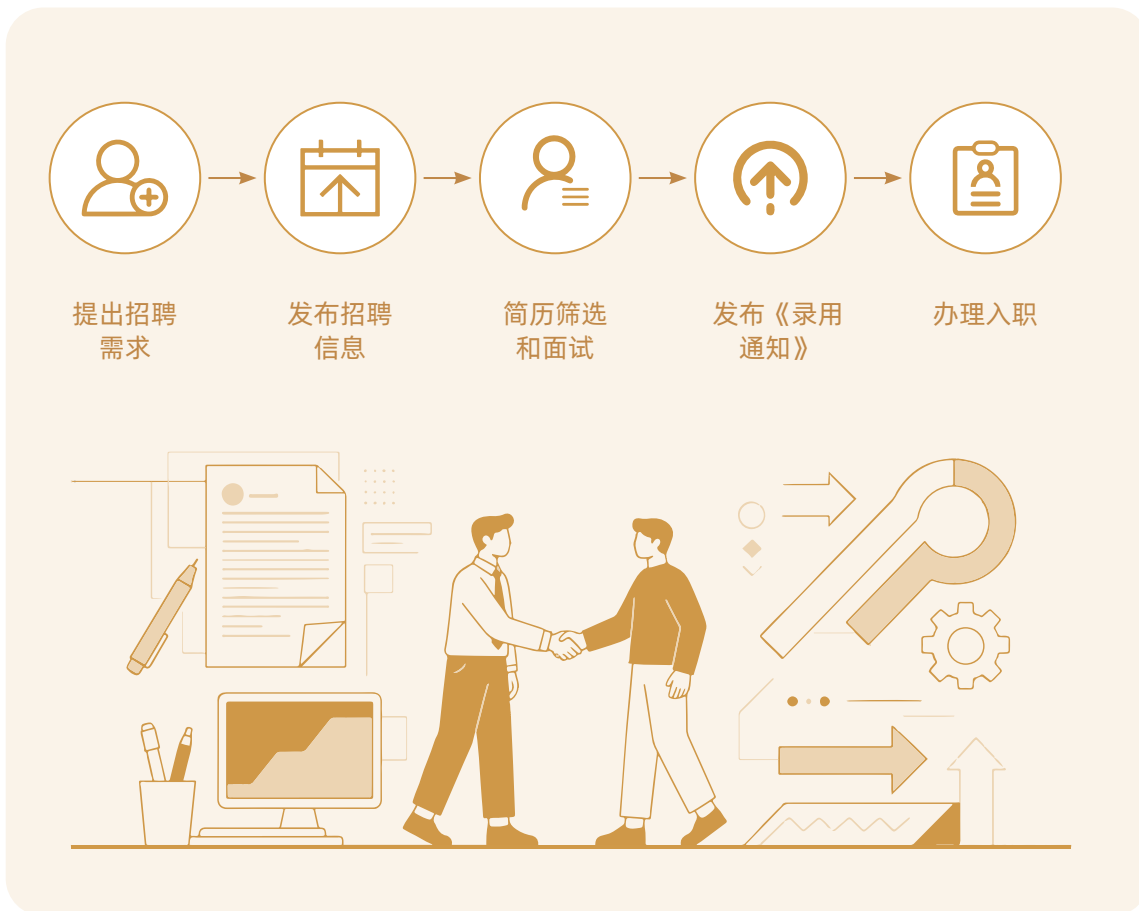 提出招聘
需求
发布招聘
信息
简历筛选
和面试
发布《录用
通知》
办理入职